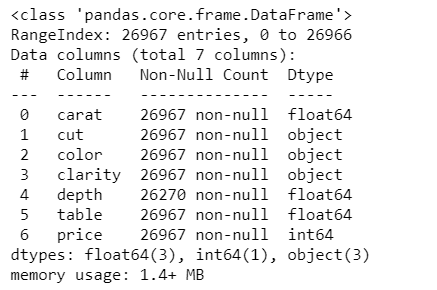 <class 'pandas.core.frame.DataFrame'>
RangeIndex: 26967 entries, 0 to 26966
Data columns (total 7 columns):
 #   Column   Non-Null Count  Dtype
---  ------   --------------  -----
 0   carat    26967 non-null  float64
 1   cut      26967 non-null  object
 2   color    26967 non-null  object
 3   clarity  26967 non-null  object
 4   depth    26270 non-null  float64
 5   table    26967 non-null  float64
 6   price    26967 non-null  int64
dtypes: float64(3), int64(1), object(3)
memory usage: 1.4+ MB